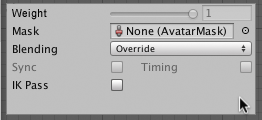 Weight 1
Mask None (AvatarMask)
Blending Override
Sync Timing
IK Pass